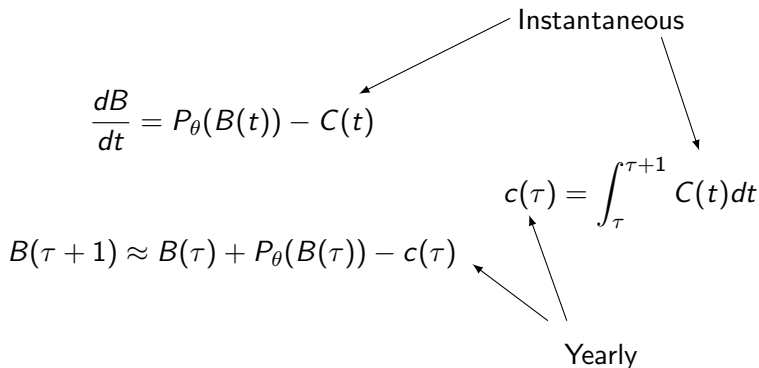 Instantaneous
dB/dt = P_θ(B(t)) − C(t)
c(τ) = ∫_τ^{τ+1} C(t)dt
B(τ + 1) ≈ B(τ) + P_θ(B(τ)) − c(τ)
Yearly